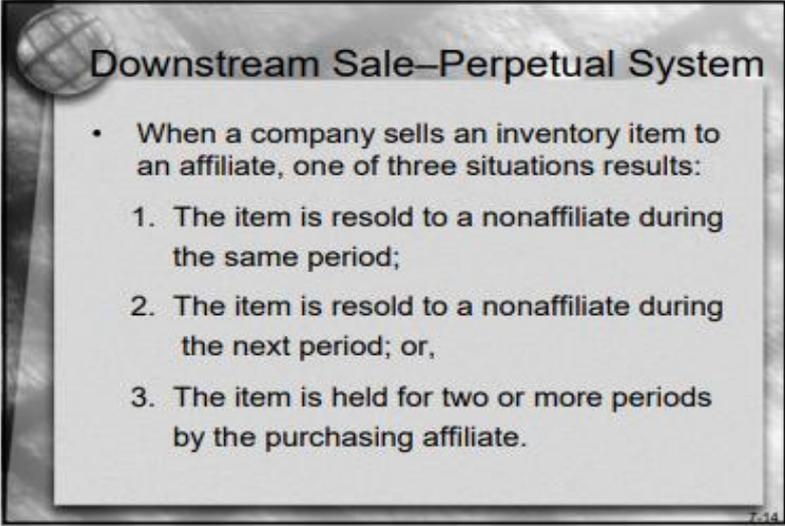 Downstream Sale–Perpetual System
• When a company sells an inventory item to
an affiliate, one of three situations results:
1. The item is resold to a nonaffiliate during
the same period;
2. The item is resold to a nonaffiliate during
the next period; or,
3. The item is held for two or more periods
by the purchasing affiliate.
7-14